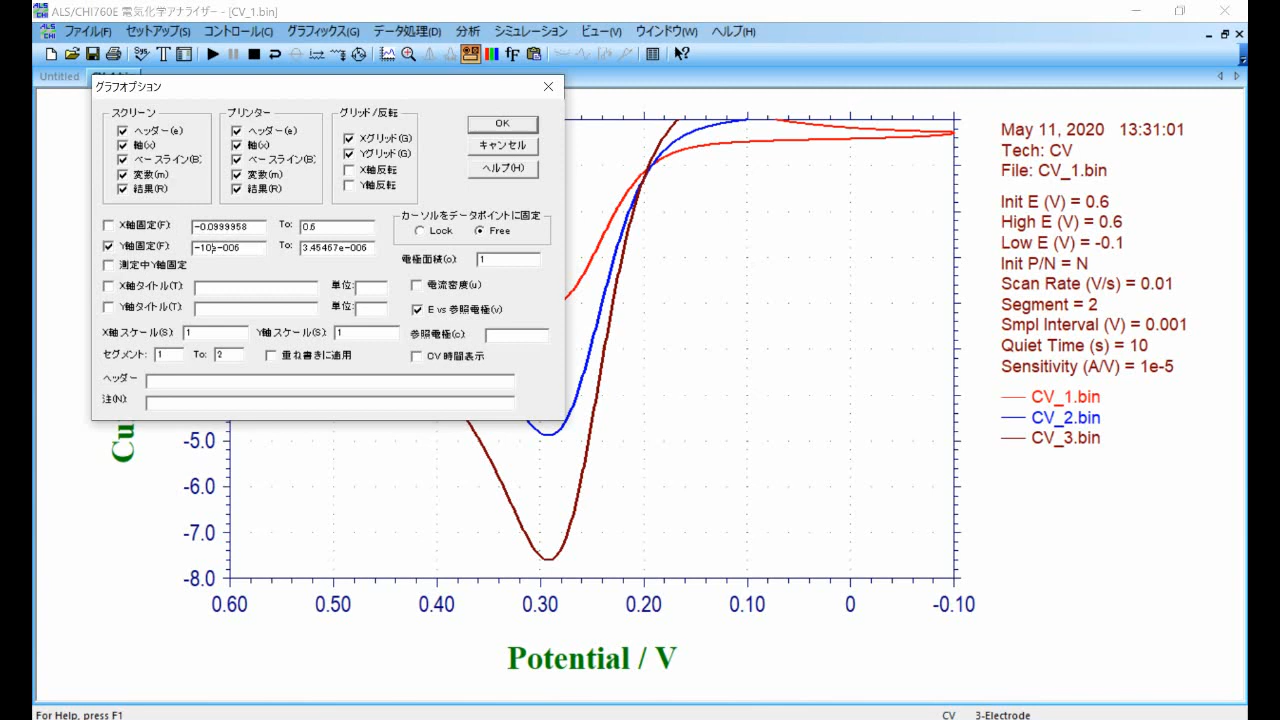 ALS/CHI760E 電気化学アナライザー - [CV_1.bin]
ファイル(F) セットアップ(S) コントロール(C) グラフィックス(G) データ処理(D) 分析 シミュレーション ビュー(V) ウインドウ(W) ヘルプ(H)
Untitled
グラフオプション
スクリーン
ヘッダー(e)
軸(x)
ベースライン(B)
変数(m)
結果(R)
プリンター
ヘッダー(e)
軸(x)
ベースライン(B)
変数(m)
結果(R)
グリッド/反転
Xグリッド(G)
Yグリッド(G)
X軸反転
Y軸反転
OK
キャンセル
ヘルプ(H)
X軸固定(F): -0.0999958 To: 0.6
Y軸固定(F): -10e-006 To: 3.45467e-006
測定中Y軸固定
X軸タイトル(T): 単位:
Y軸タイトル(T): 単位:
X軸スケール(S): 1 Y軸スケール(S): 1
セグメント: 1 To: 2 重ね書きに適用
ヘッダー
注(N):
カーソルをデータポイントに固定
Lock Free
電極面積(o): 1
電流密度(u)
E vs 参照電極(v)
参照電極(c):
OV時間表示
Cu
-5.0
-6.0
-7.0
-8.0
0.60 0.50 0.40 0.30 0.20 0.10 0 -0.10
Potential / V
May 11, 2020 13:31:01
Tech: CV
File: CV_1.bin
Init E (V) = 0.6
High E (V) = 0.6
Low E (V) = -0.1
Init P/N = N
Scan Rate (V/s) = 0.01
Segment = 2
Smpl Interval (V) = 0.001
Quiet Time (s) = 10
Sensitivity (A/V) = 1e-5
CV_1.bin
CV_2.bin
CV_3.bin
For Help, press F1
CV 3-Electrode